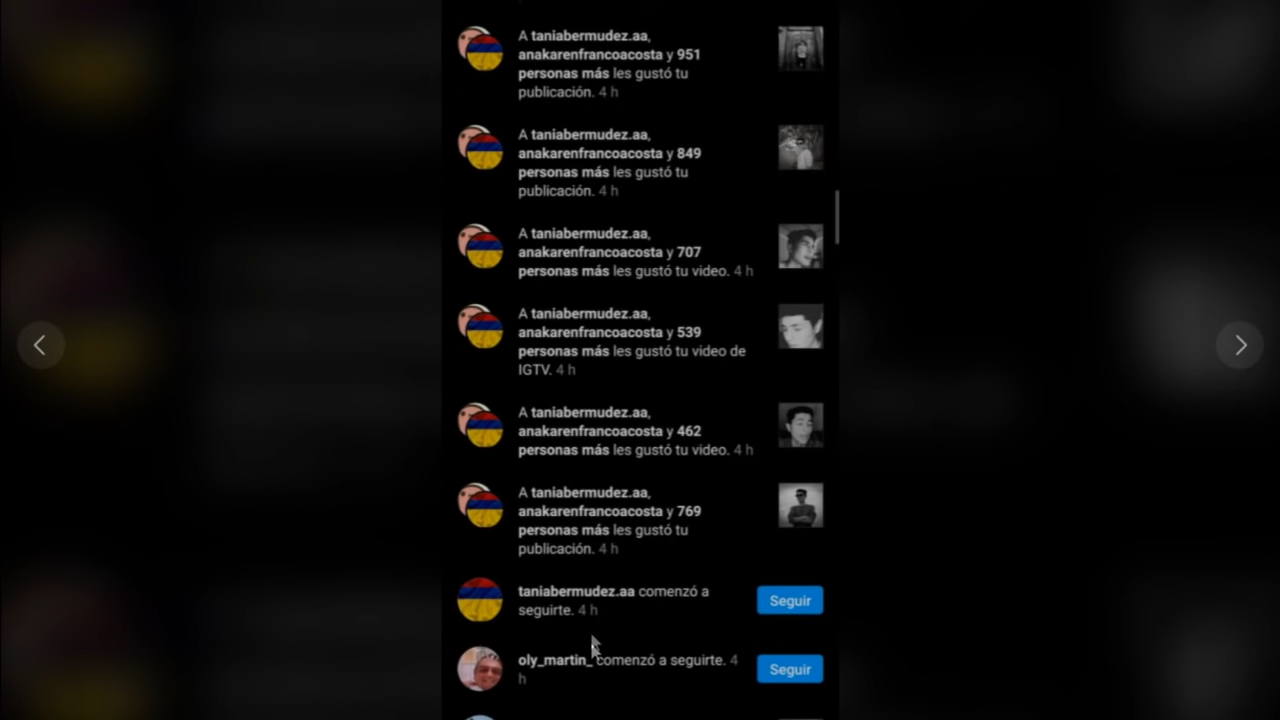 A taniabermudez.aa,
anakarenfrancoacosta y 951
personas más les gustó tu
publicación. 4 h
A taniabermudez.aa,
anakarenfrancoacosta y 849
personas más les gustó tu
publicación. 4 h
A taniabermudez.aa,
anakarenfrancoacosta y 707
personas más les gustó tu video. 4 h
A taniabermudez.aa,
anakarenfrancoacosta y 539
personas más les gustó tu video de
IGTV. 4 h
A taniabermudez.aa,
anakarenfrancoacosta y 462
personas más les gustó tu video. 4 h
A taniabermudez.aa,
anakarenfrancoacosta y 769
personas más les gustó tu
publicación. 4 h
taniabermudez.aa comenzó a
seguirte. 4 h
Seguir
oly_martin_ comenzó a seguirte. 4
h
Seguir